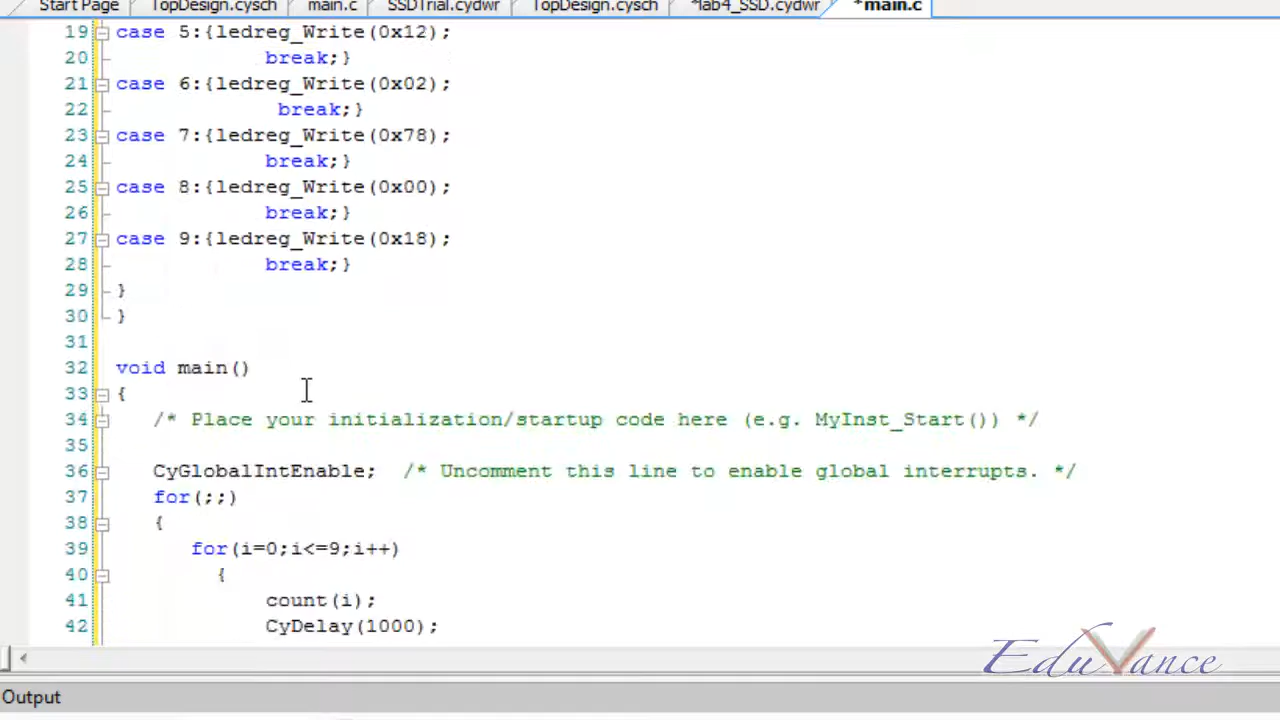 Start Page TopDesign.cysch main.c SSDTrial.cydwr TopDesign.cysch *lab4_SSD.cydwr *main.c
19 case 5:{ledreg_Write(0x12);
20 break;}
21 case 6:{ledreg_Write(0x02);
22 break;}
23 case 7:{ledreg_Write(0x78);
24 break;}
25 case 8:{ledreg_Write(0x00);
26 break;}
27 case 9:{ledreg_Write(0x18);
28 break;}
29 }
30 }
31
32 void main()
33 {
34 /* Place your initialization/startup code here (e.g. MyInst_Start()) */
35
36 CyGlobalIntEnable; /* Uncomment this line to enable global interrupts. */
37 for(;;)
38 {
39 for(i=0;i<=9;i++)
40 {
41 count(i);
42 CyDelay(1000);
EduVance
Output